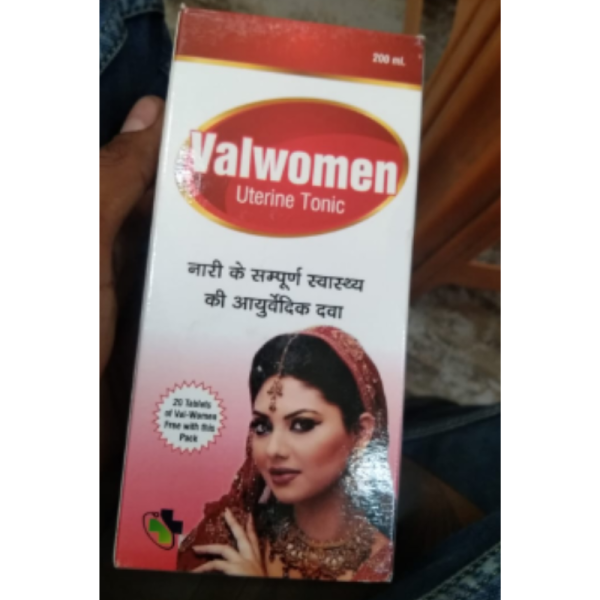 200 ml.
Valwomen
Uterine Tonic
नारी के सम्पूर्ण स्वास्थ्य
की आयुर्वेदिक दवा
20 Tablets
of Val-Women
Free with this
Pack